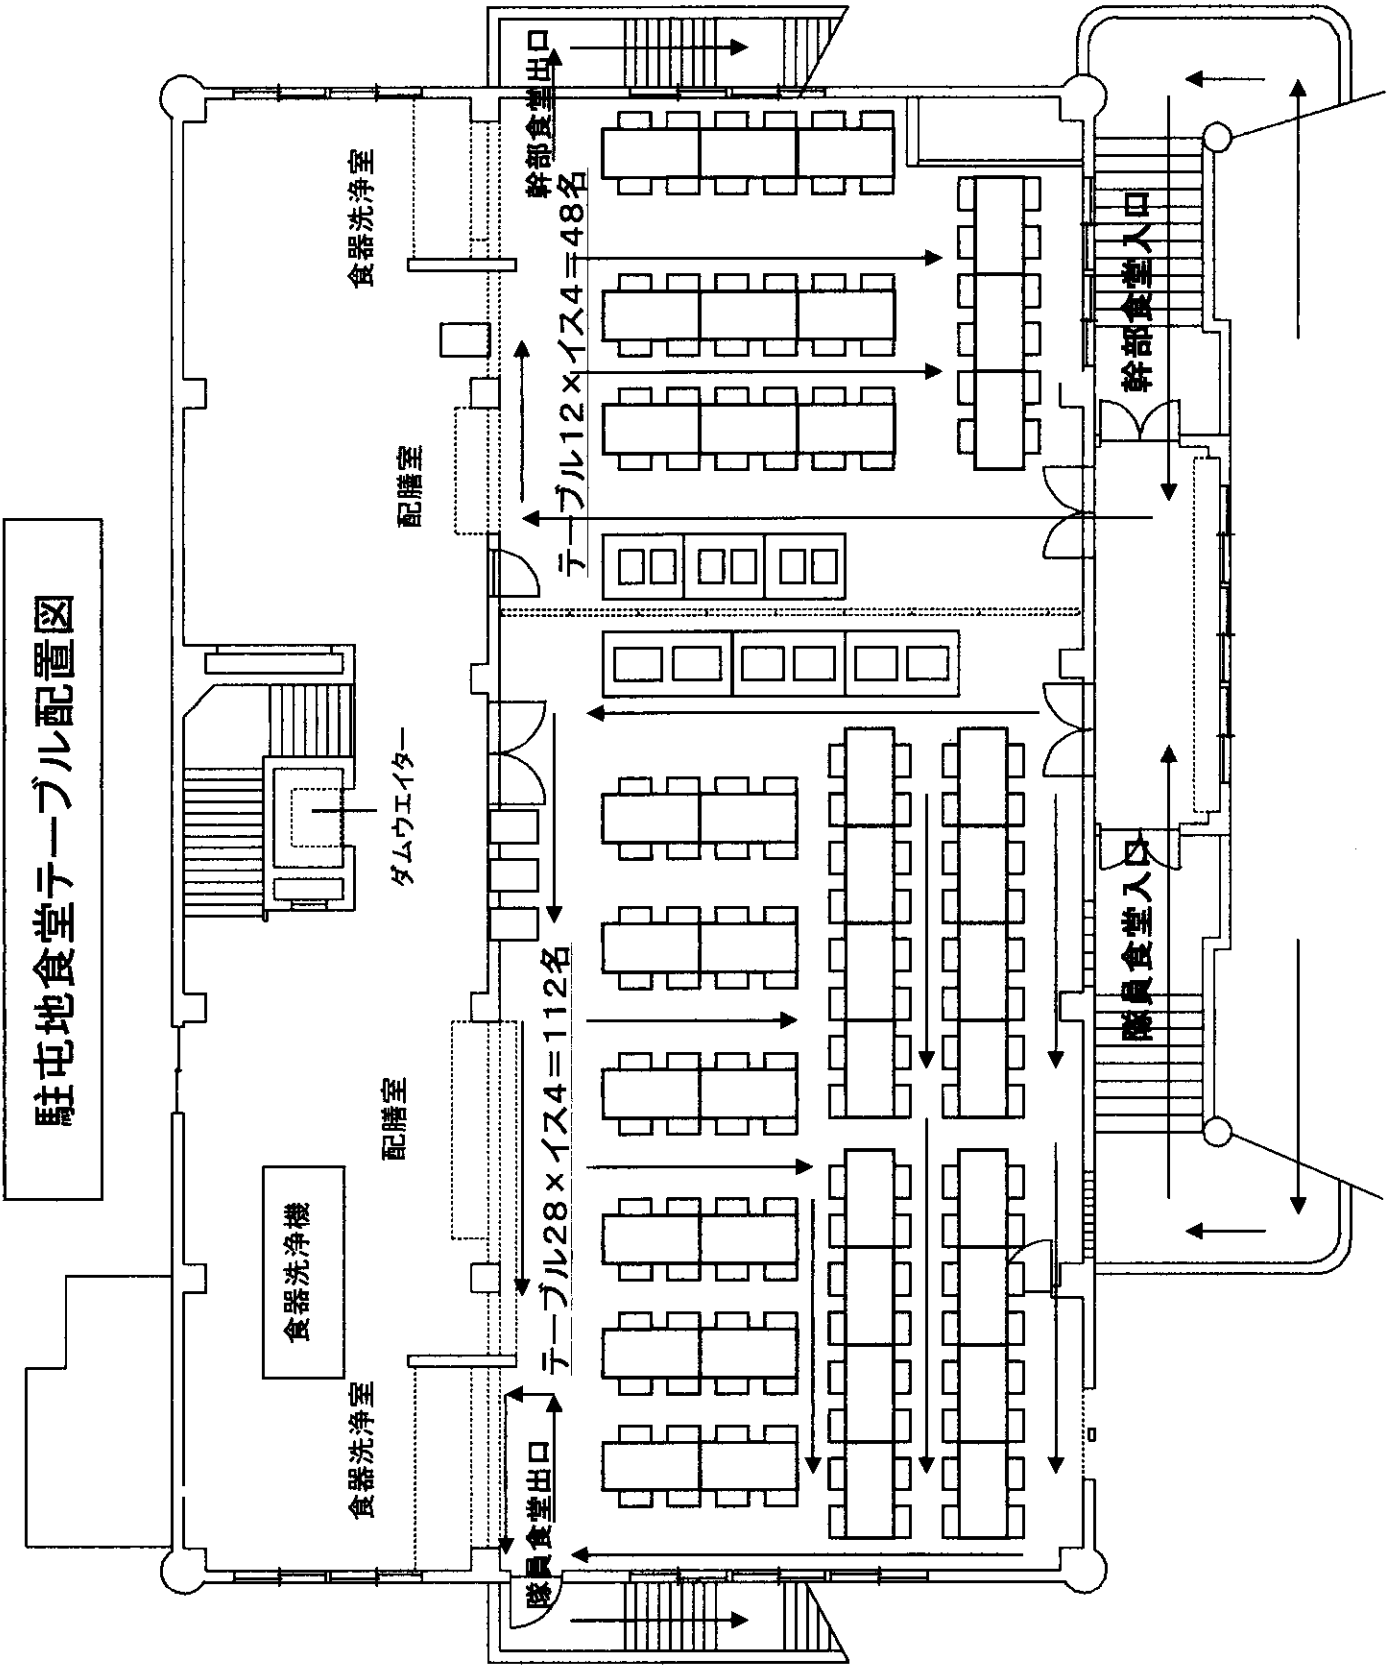 駐屯地食堂テーブル配置図
食器洗浄室
食器洗浄機
配膳室
ダムウエイター
配膳室
食器洗浄室
隊員食堂出口
テーブル28×イス4=112名
テーブル12×イス4=48名
幹部食堂出口
隊員食堂入口
幹部食堂入口